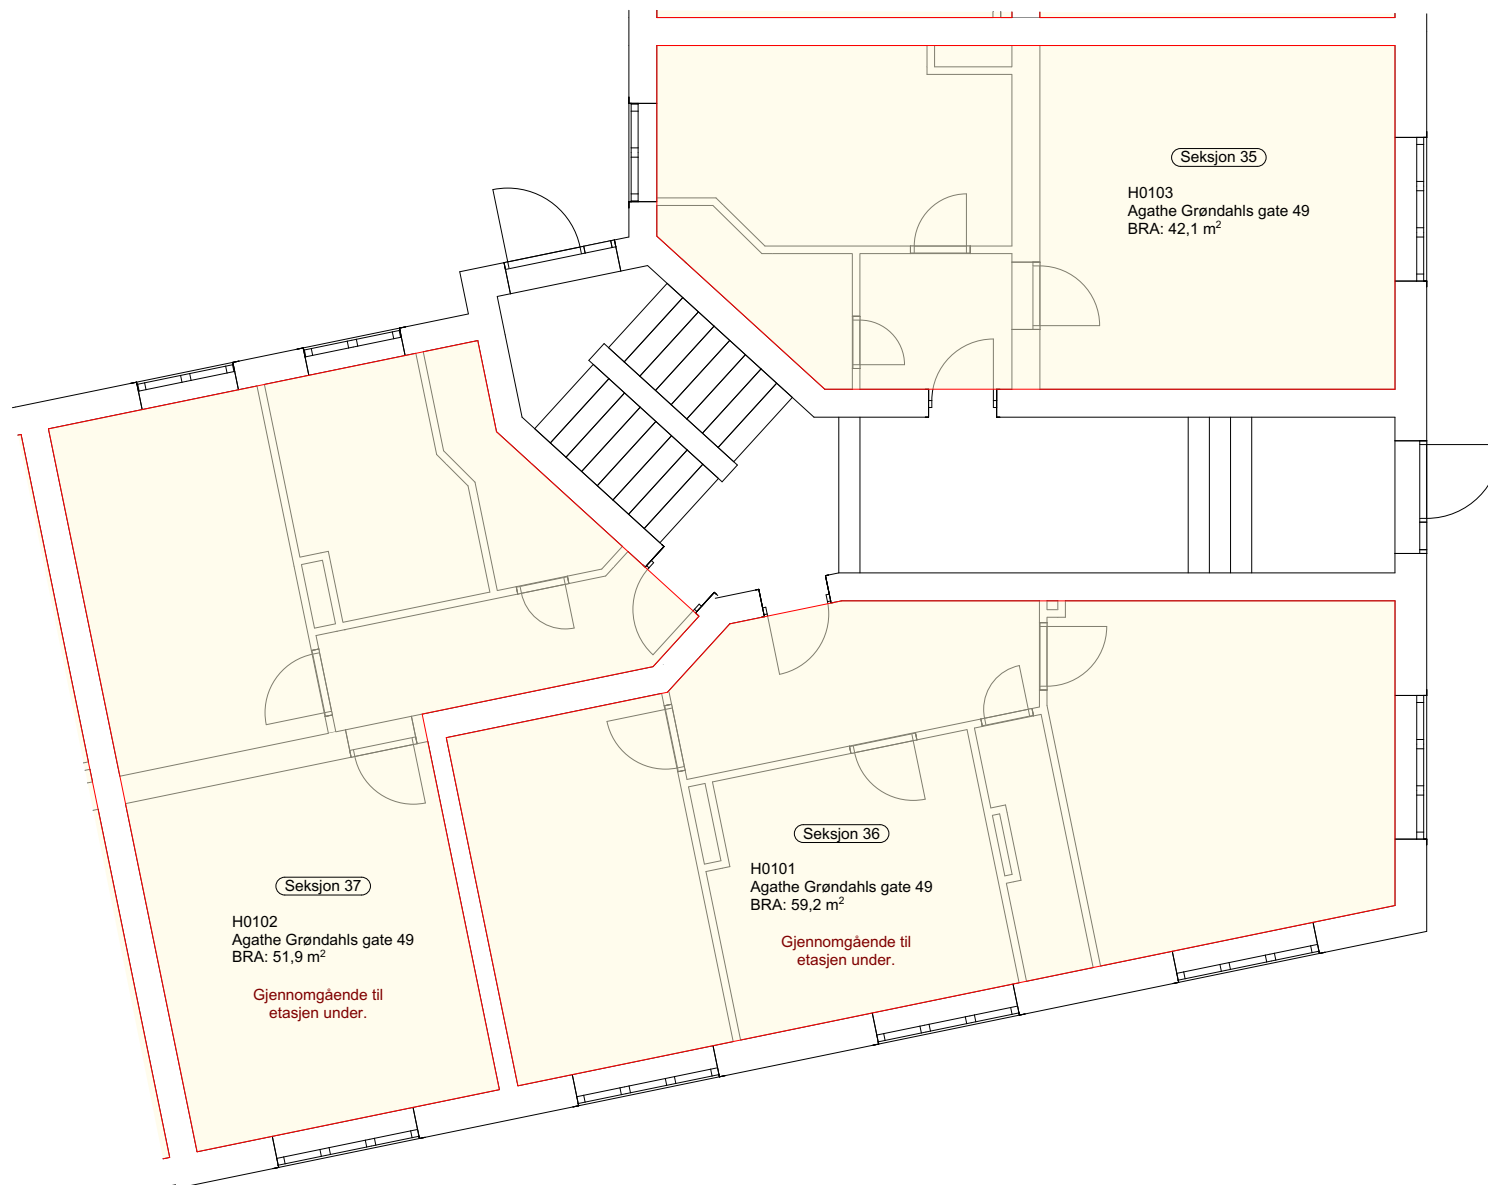 Seksjon 35
H0103
Agathe Grøndahls gate 49
BRA: 42,1 m²
Seksjon 36
H0101
Agathe Grøndahls gate 49
BRA: 59,2 m²
Gjennomgående til
etasjen under.
Seksjon 37
H0102
Agathe Grøndahls gate 49
BRA: 51,9 m²
Gjennomgående til
etasjen under.